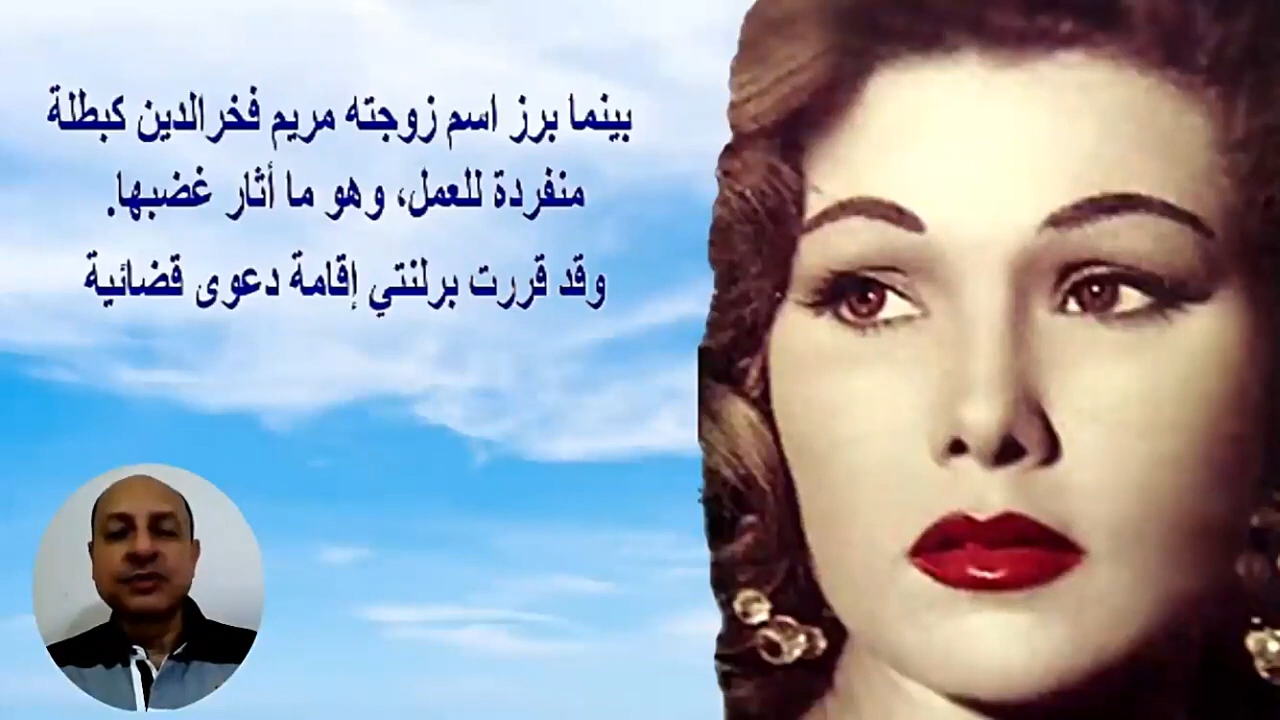 بينما برز اسم زوجته مريم فخرالدين كبطلة
منفردة للعمل، وهو ما أثار غضبها.
وقد قررت برلنتي إقامة دعوى قضائية